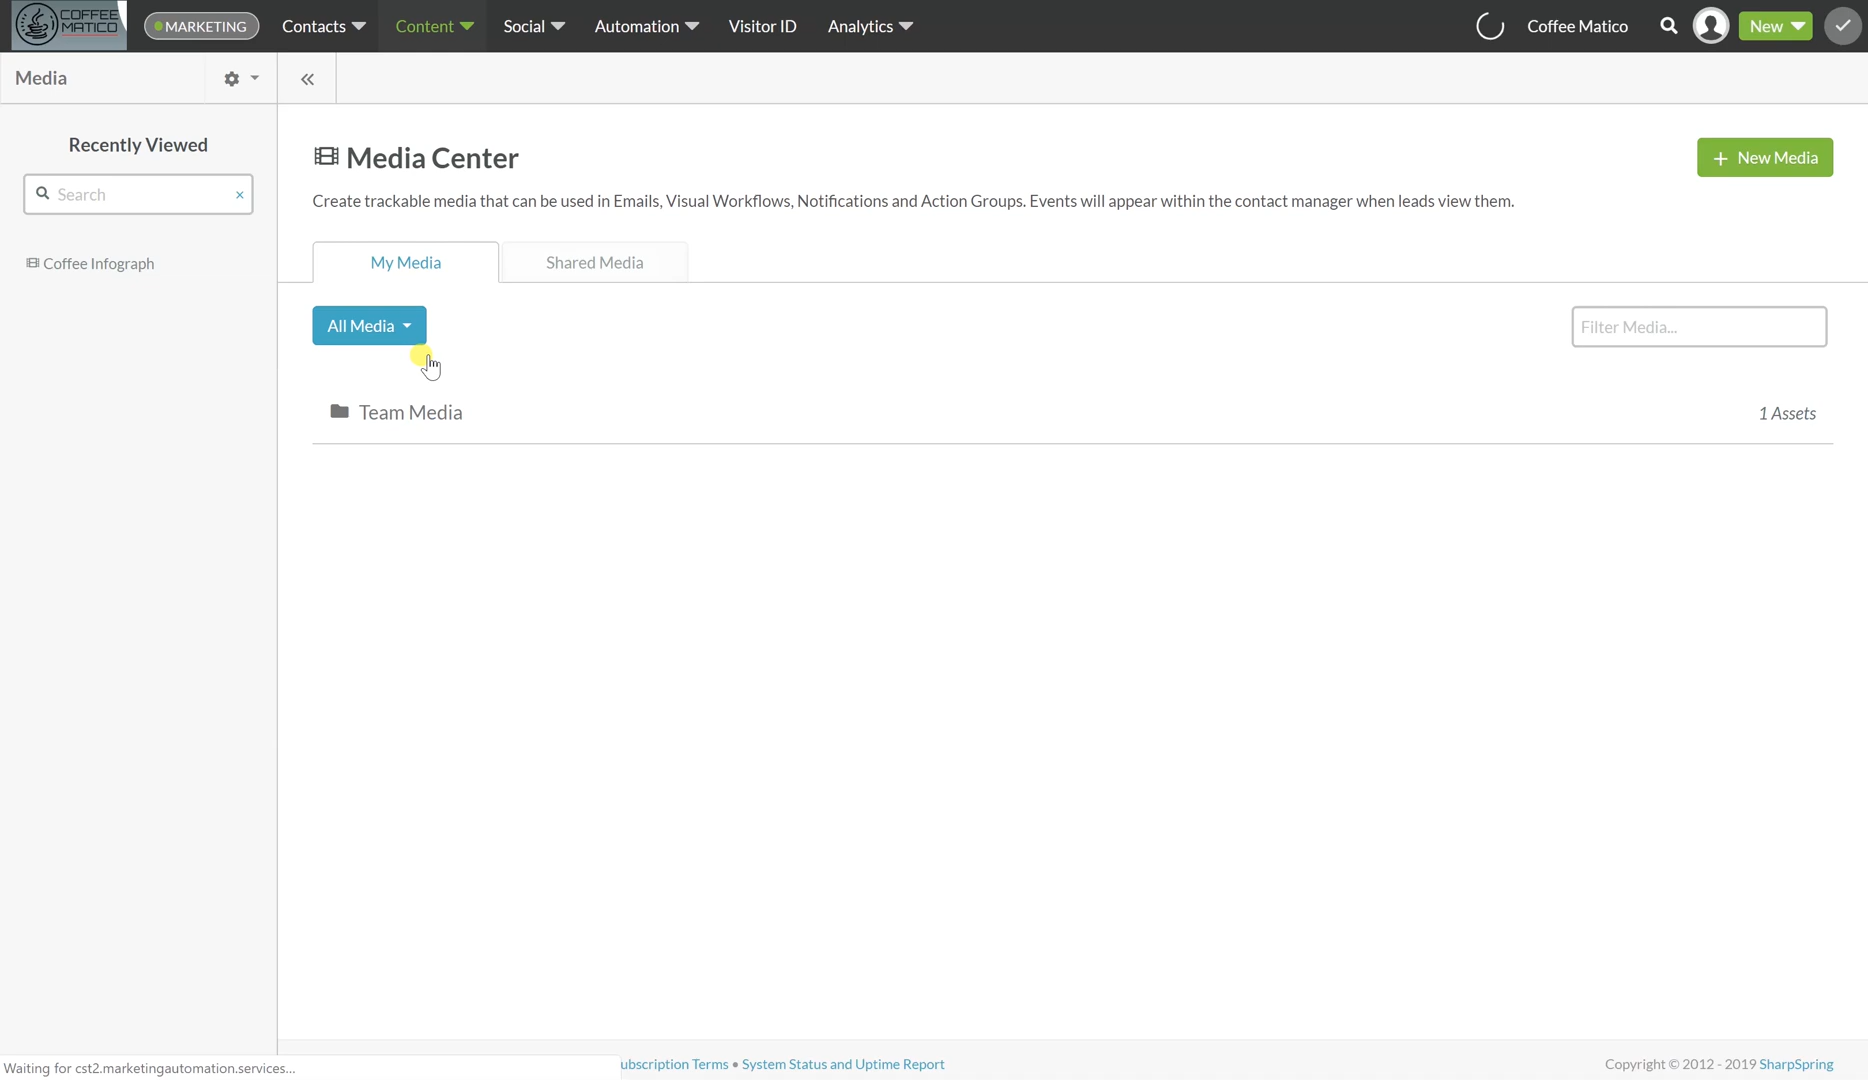 COFFEE
MATICO
MARKETING
Contacts
Content
Social
Automation
Visitor ID
Analytics
Coffee Matico
New
Media
Recently Viewed
Search
×
Coffee Infograph
Media Center
+ New Media
Create trackable media that can be used in Emails, Visual Workflows, Notifications and Action Groups. Events will appear within the contact manager when leads view them.
My Media
Shared Media
All Media
Filter Media...
Team Media
1 Assets
Waiting for cst2.marketingautomation.services...
ubscription Terms • System Status and Uptime Report
Copyright © 2012 - 2019 SharpSpring